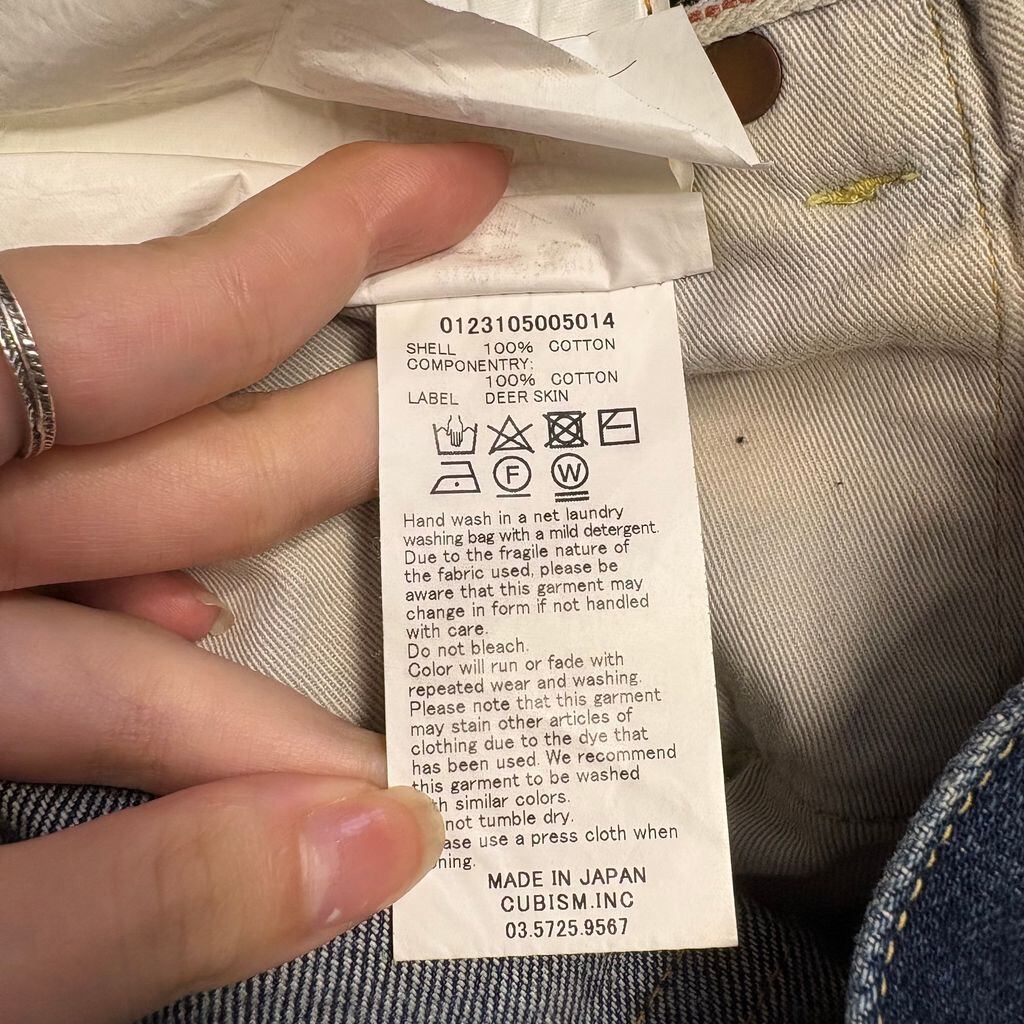 0123105005014
SHELL 100% COTTON
COMPONENTRY:
100% COTTON
LABEL DEER SKIN
F W
Hand wash in a net laundry
washing bag with a mild detergent.
Due to the fragile nature of
the fabric used, please be
aware that this garment may
change in form if not handled
with care.
Do not bleach.
Color will run or fade with
repeated wear and washing.
Please note that this garment
may stain other articles of
clothing due to the dye that
has been used. We recommend
this garment to be washed
similar colors.
not tumble dry.
use a press cloth when
MADE IN JAPAN
CUBISM.INC
03.5725.9567